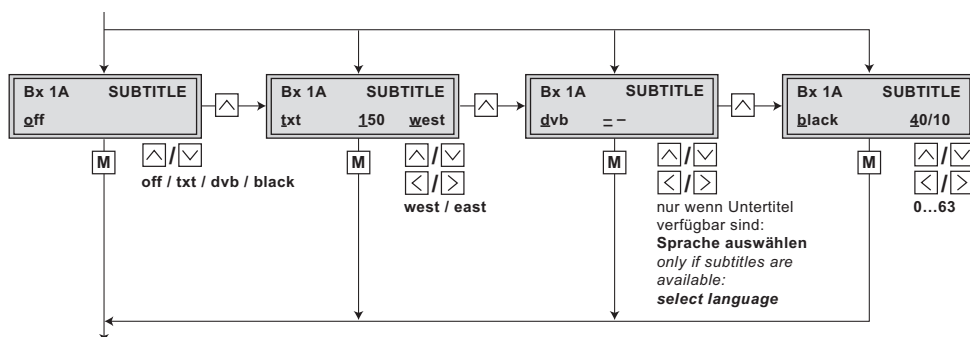 Bx 1A SUBTITLE
off
M
/
off / txt / dvb / black
Bx 1A SUBTITLE
txt 150 west
M
/
/
west / east
Bx 1A SUBTITLE
dvb – –
M
/
/
nur wenn Untertitel
verfügbar sind:
Sprache auswählen
only if subtitles are
available:
select language
Bx 1A SUBTITLE
black 40/10
M
/
/
0...63